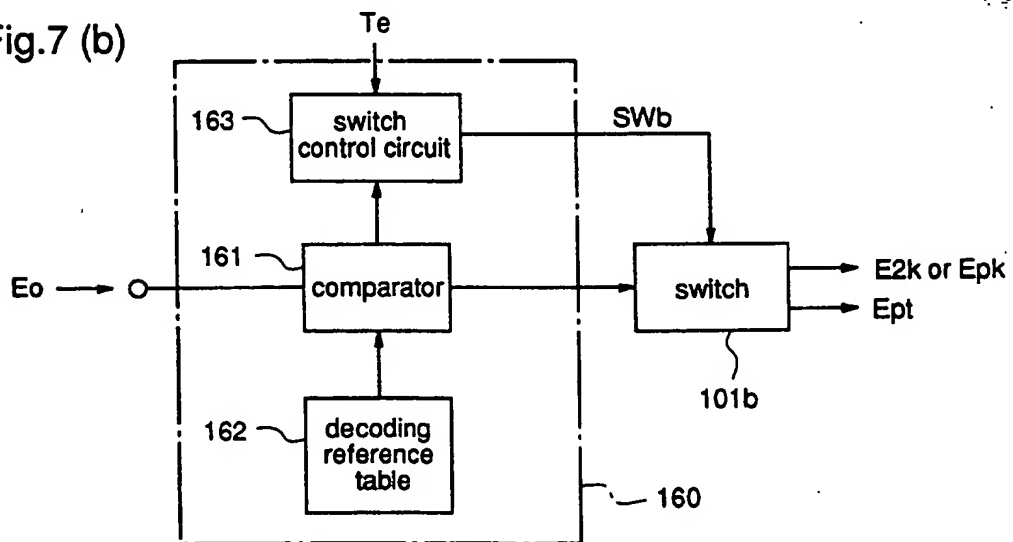 Fig.7 (b)
Te
163
switch
control circuit
SWb
161
comparator
Eo
switch
E2k or Epk
Ept
101b
162
decoding
reference
table
160